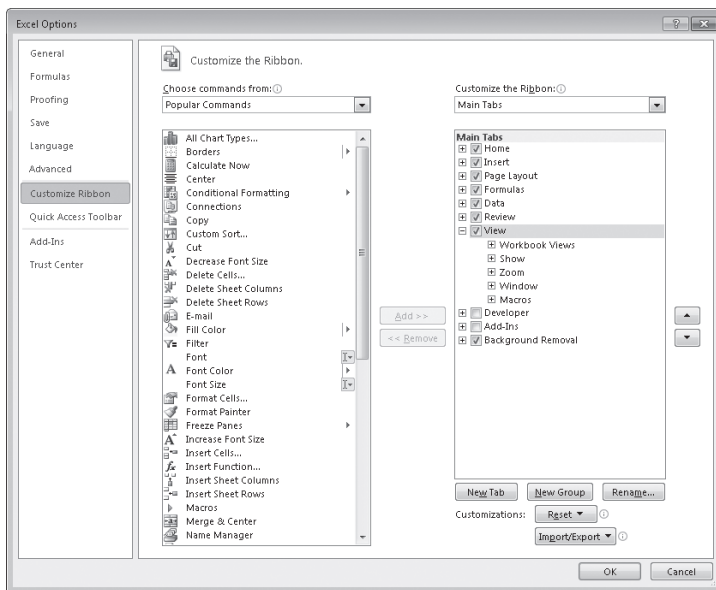 Excel Options
General
Formulas
Proofing
Save
Language
Advanced
Customize Ribbon
Quick Access Toolbar
Add-Ins
Trust Center
Customize the Ribbon.
Choose commands from:
Popular Commands
All Chart Types...
Borders
Calculate Now
Center
Conditional Formatting
Connections
Copy
Custom Sort...
Cut
Decrease Font Size
Delete Cells...
Delete Sheet Columns
Delete Sheet Rows
E-mail
Fill Color
Filter
Font
Font Color
Font Size
Format Cells...
Format Painter
Freeze Panes
Increase Font Size
Insert Cells...
Insert Function...
Insert Sheet Columns
Insert Sheet Rows
Macros
Merge & Center
Name Manager
Add >>
<< Remove
Customize the Ribbon:
Main Tabs
Main Tabs
Home
Insert
Page Layout
Formulas
Data
Review
View
Workbook Views
Show
Zoom
Window
Macros
Developer
Add-Ins
Background Removal
New Tab New Group Rename...
Customizations: Reset
Import/Export
OK Cancel